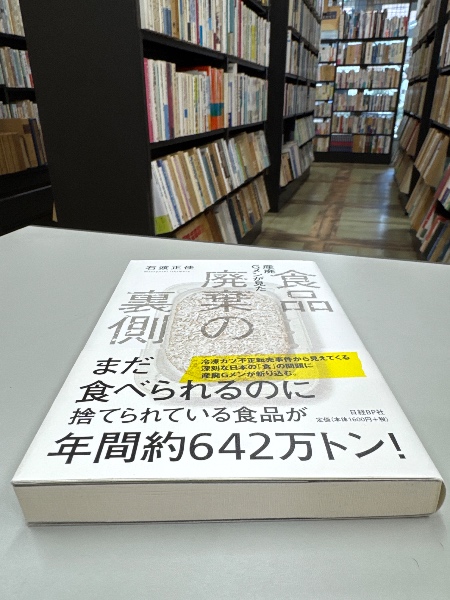 石渡正佳
産廃Gメンが見た
食品
廃棄の
裏側
冷凍カツ不正転売事件から見えてくる
深刻な日本の「食」の問題に
産廃Gメンが斬り込む。
まだ
食べられるのに
捨てられている食品が
年間約642万トン!
日経BP社
定価(本体1600円+税)